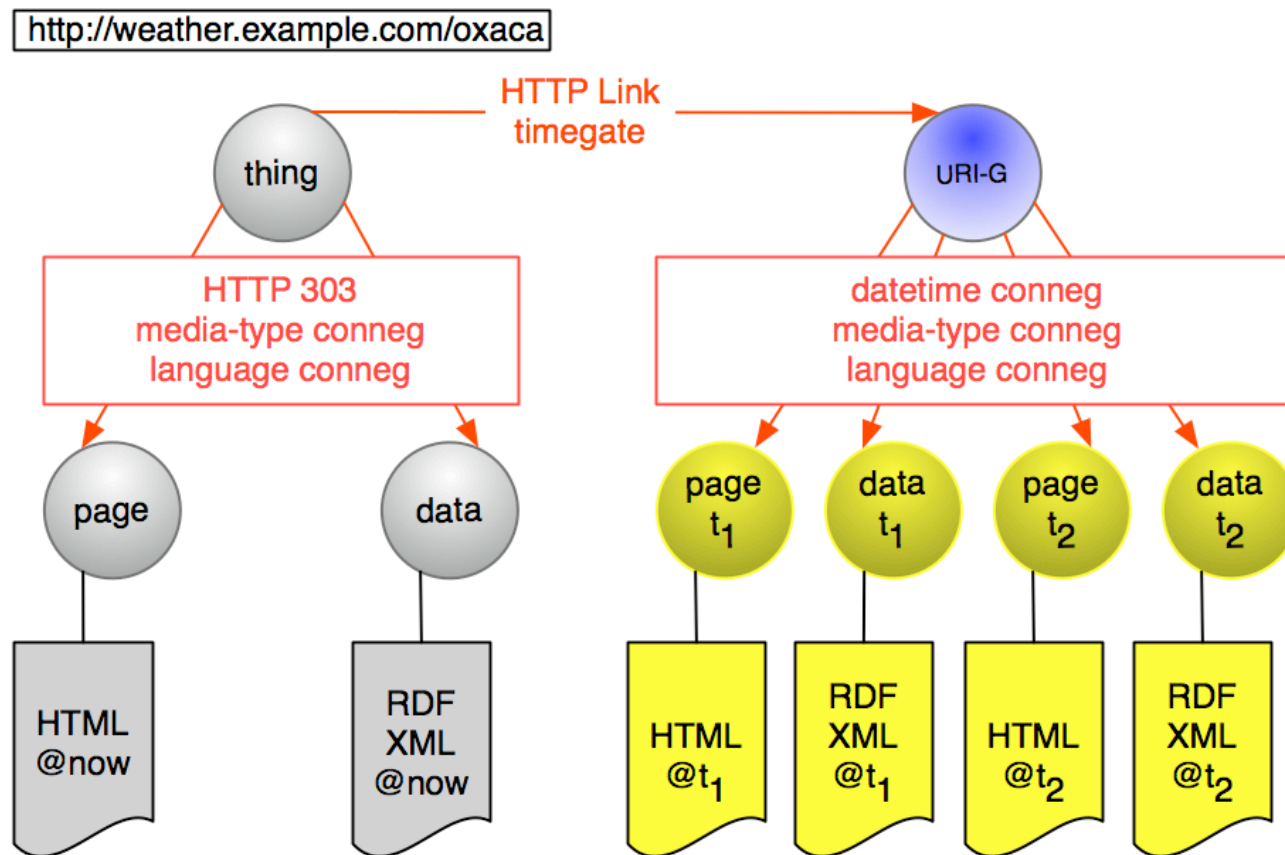 http://weather.example.com/oxaca
HTTP Link
timegate
thing
URI-G
HTTP 303
media-type conneg
language conneg
datetime conneg
media-type conneg
language conneg
page
data
page
t1
data
t1
page
t2
data
t2
HTML
@now
RDF
XML
@now
HTML
@t1
RDF
XML
@t1
HTML
@t2
RDF
XML
@t2